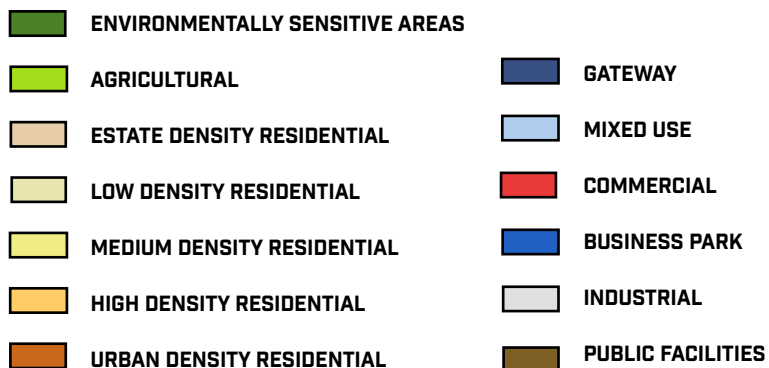 ENVIRONMENTALLY SENSITIVE AREAS
AGRICULTURAL
ESTATE DENSITY RESIDENTIAL
LOW DENSITY RESIDENTIAL
MEDIUM DENSITY RESIDENTIAL
HIGH DENSITY RESIDENTIAL
URBAN DENSITY RESIDENTIAL
GATEWAY
MIXED USE
COMMERCIAL
BUSINESS PARK
INDUSTRIAL
PUBLIC FACILITIES